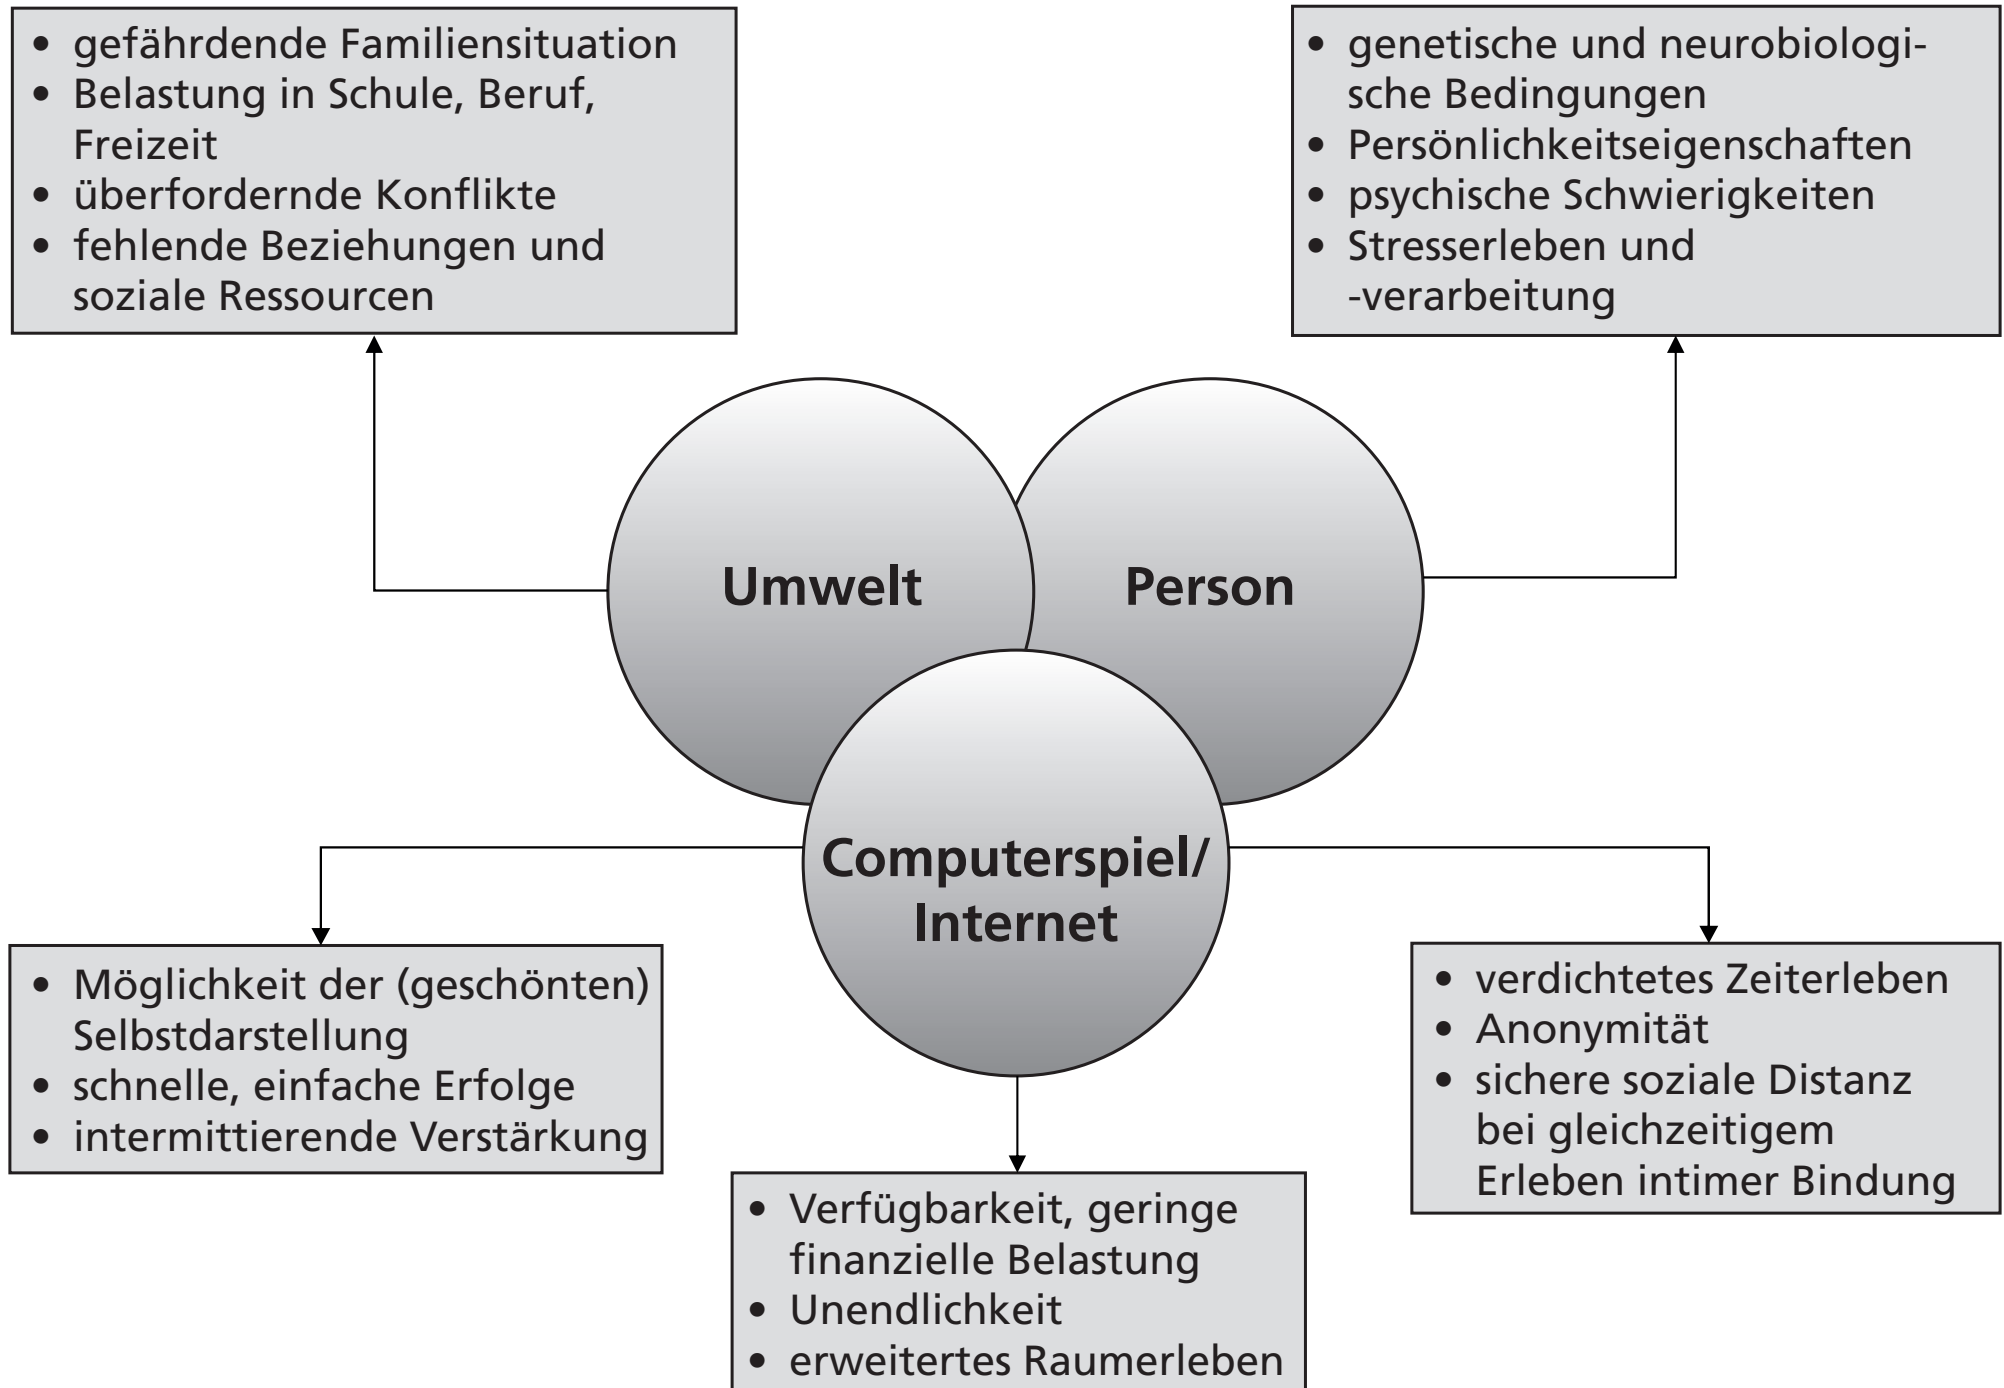 • gefährdende Familiensituation
• Belastung in Schule, Beruf,
Freizeit
• überfordernde Konflikte
• fehlende Beziehungen und
soziale Ressourcen
• genetische und neurobiologi-
sche Bedingungen
• Persönlichkeitseigenschaften
• psychische Schwierigkeiten
• Stresserleben und
-verarbeitung
Umwelt
Person
Computerspiel/
Internet
• Möglichkeit der (geschönten)
Selbstdarstellung
• schnelle, einfache Erfolge
• intermittierende Verstärkung
• Verfügbarkeit, geringe
finanzielle Belastung
• Unendlichkeit
• erweitertes Raumerleben
• verdichtetes Zeiterleben
• Anonymität
• sichere soziale Distanz
bei gleichzeitigem
Erleben intimer Bindung